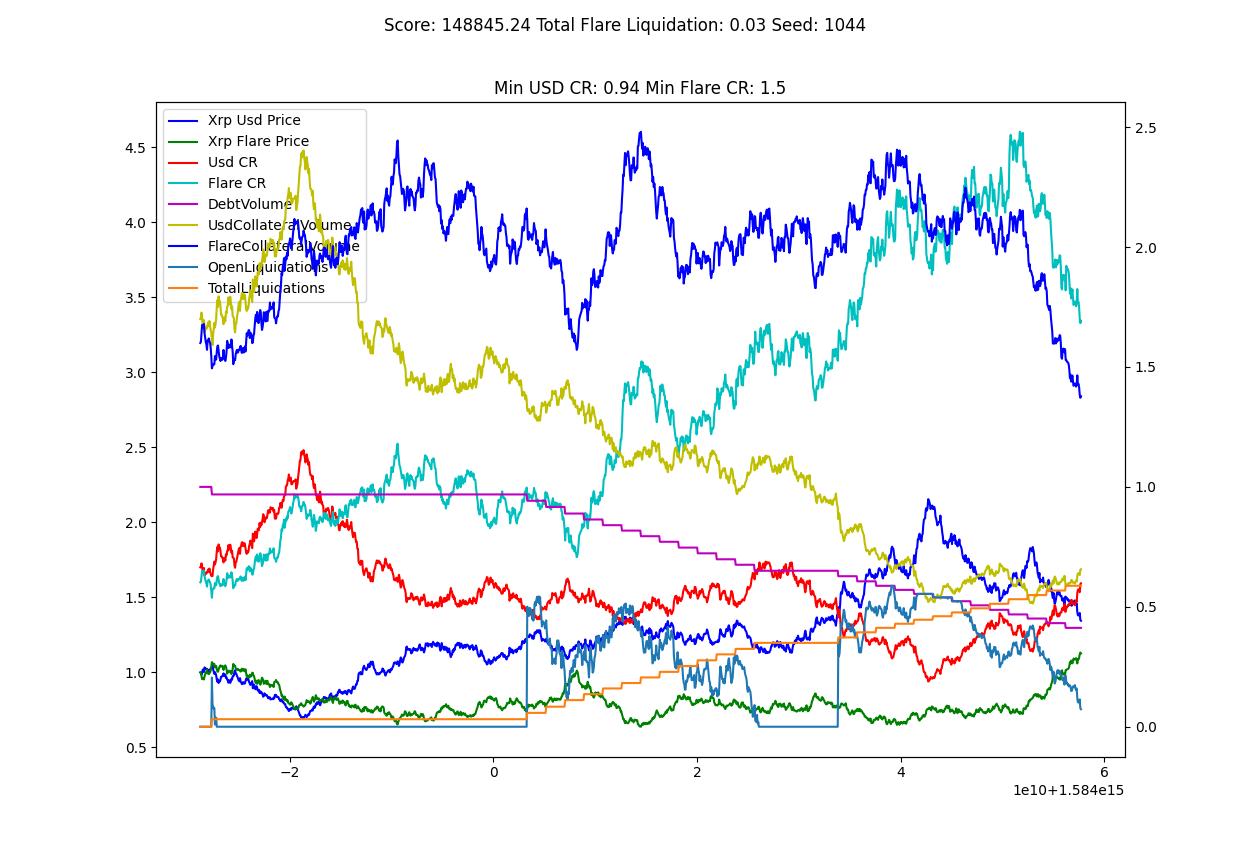 Score: 148845.24 Total Flare Liquidation: 0.03 Seed: 1044
Min USD CR: 0.94 Min Flare CR: 1.5
Xrp Usd Price
Xrp Flare Price
Usd CR
Flare CR
DebtVolume
UsdCollateralVolume
FlareCollateralVolume
OpenLiquidations
TotalLiquidations
4.5
4.0
3.5
3.0
2.5
2.0
1.5
1.0
0.5
2.5
2.0
1.5
1.0
0.5
0.0
−2 0 2 4 6
1e10+1.584e15